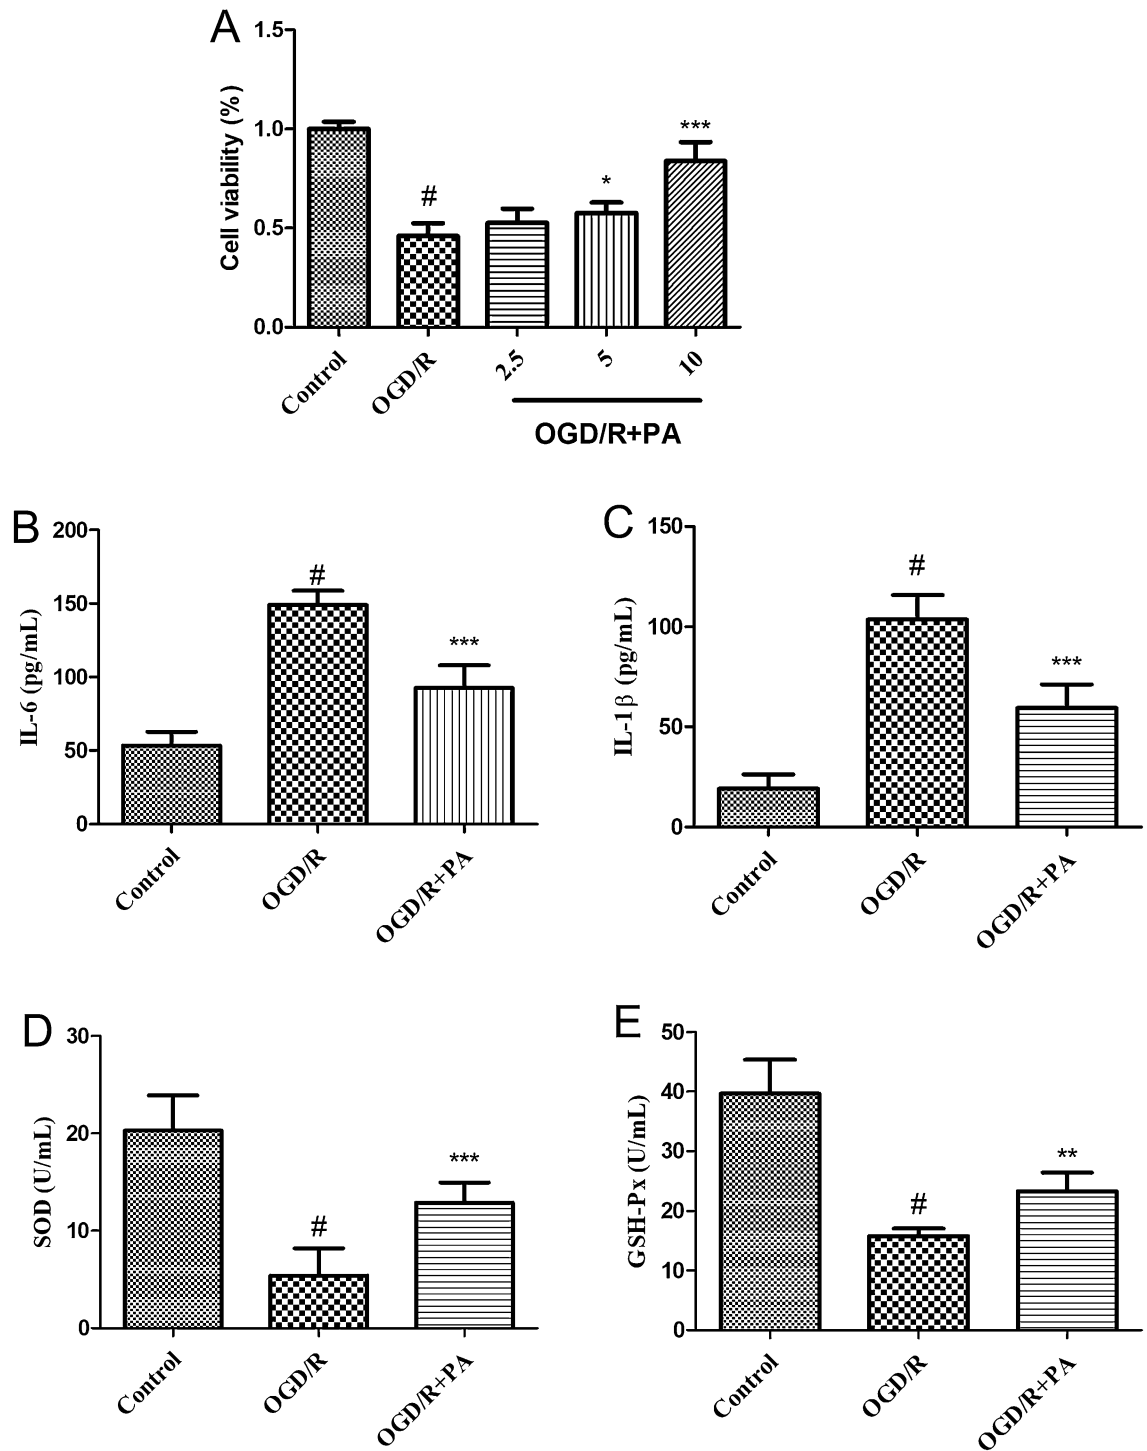 A
Cell viability (%)
1.5
1.0
0.5
0.0
#
*
***
Control
OGD/R
2.5
5
10
OGD/R+PA
B
IL-6 (pg/mL)
200
150
100
50
0
#
***
Control
OGD/R
OGD/R+PA
C
IL-1β (pg/mL)
150
100
50
0
#
***
Control
OGD/R
OGD/R+PA
D
SOD (U/mL)
30
20
10
0
#
***
Control
OGD/R
OGD/R+PA
E
GSH-Px (U/mL)
50
40
30
20
10
0
#
**
Control
OGD/R
OGD/R+PA